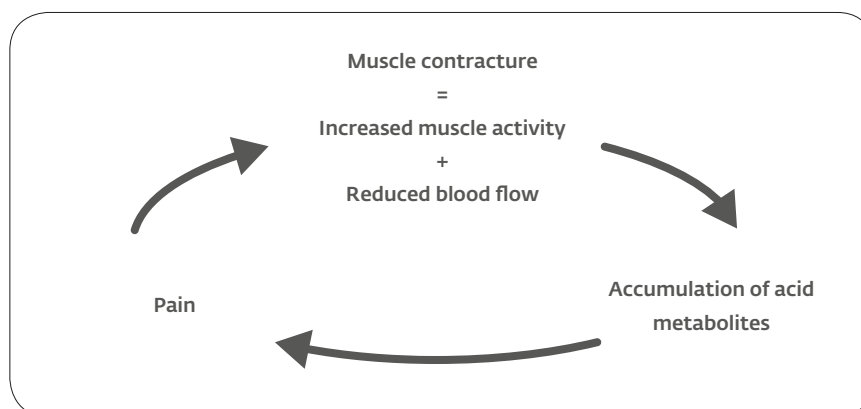 Muscle contracture
=
Increased muscle activity
+
Reduced blood flow
Accumulation of acid
metabolites
Pain